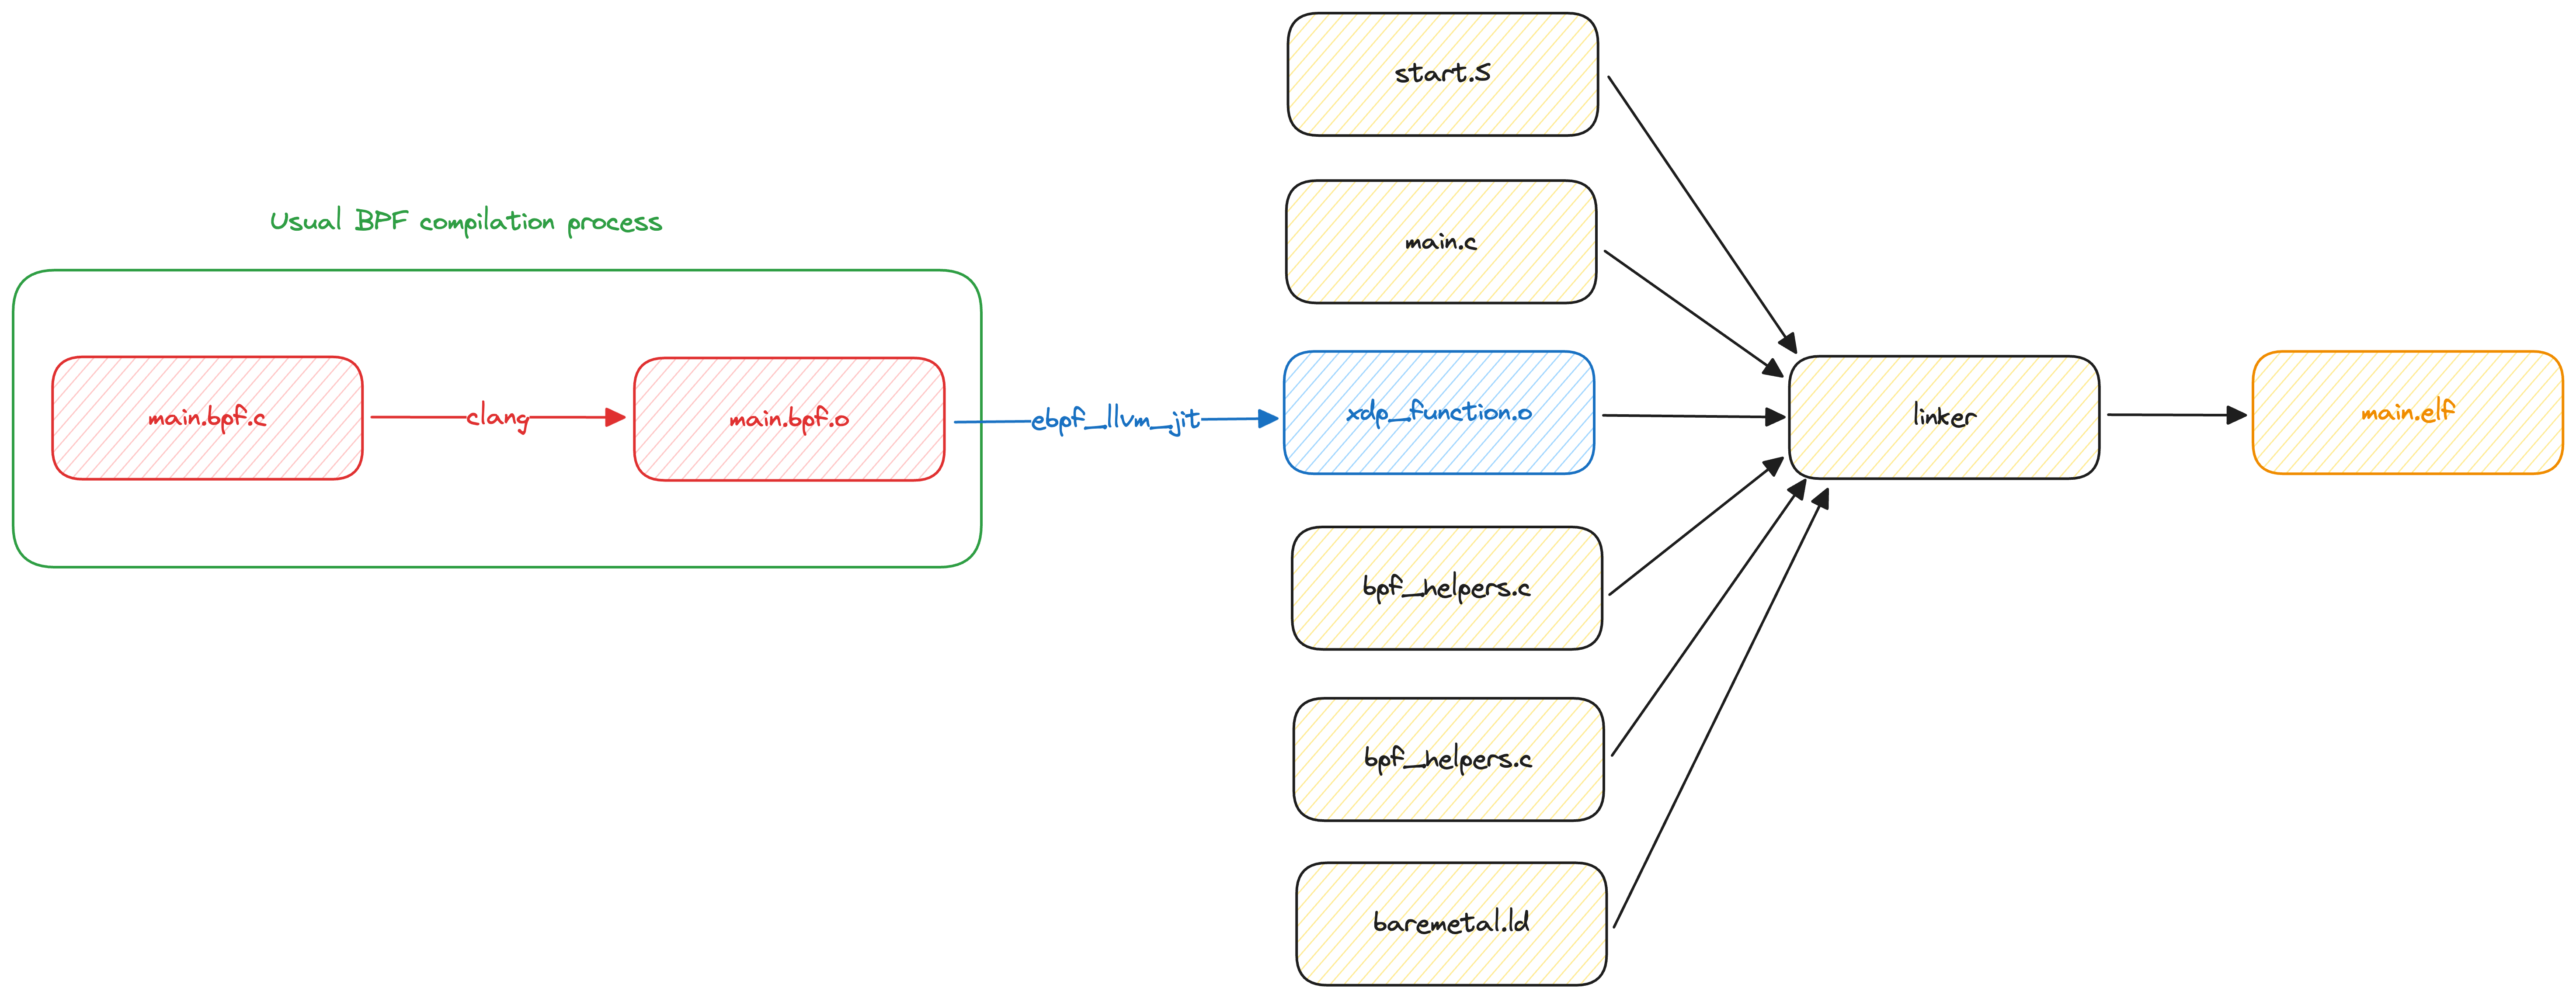 start.S
main.c
Usual BPF compilation process
main.bpf.c
clang
main.bpf.o
ebpf_llvm_jit
xdp_function.o
linker
main.elf
bpf_helpers.c
bpf_helpers.c
baremetal.ld